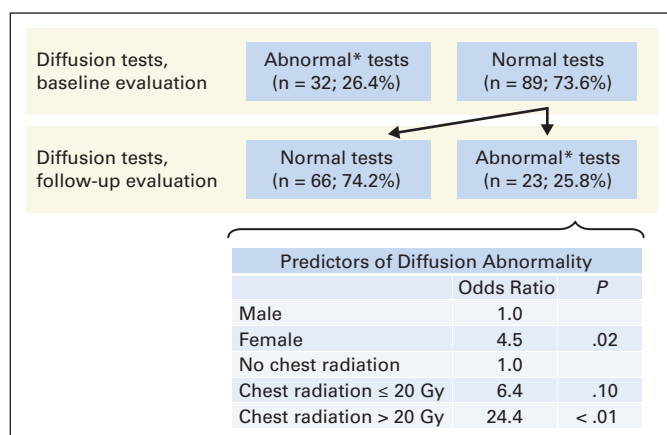 Diffusion tests,
baseline evaluation
Abnormal* tests
(n = 32; 26.4%)
Normal tests
(n = 89; 73.6%)
Diffusion tests,
follow-up evaluation
Normal tests
(n = 66; 74.2%)
Abnormal* tests
(n = 23; 25.8%)
Predictors of Diffusion Abnormality
Odds Ratio P
Male 1.0
Female 4.5 .02
No chest radiation 1.0
Chest radiation ≤ 20 Gy 6.4 .10
Chest radiation > 20 Gy 24.4 < .01